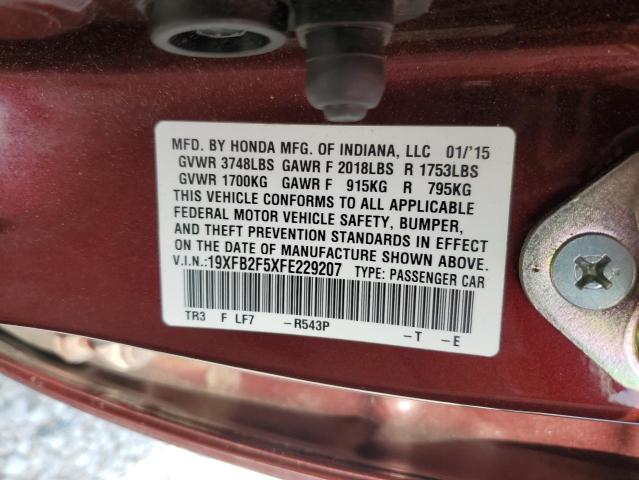 MFD. BY HONDA MFG. OF INDIANA, LLC 01/'15
GVWR 3748LBS GAWR F 2018LBS R 1753LBS
GVWR 1700KG GAWR F 915KG R 795KG
THIS VEHICLE CONFORMS TO ALL APPLICABLE
FEDERAL MOTOR VEHICLE SAFETY, BUMPER,
AND THEFT PREVENTION STANDARDS IN EFFECT
ON THE DATE OF MANUFACTURE SHOWN ABOVE.
V.I.N.:19XFB2F5XFE229207 TYPE: PASSENGER CAR
TR3 F LF7 -R543P -T -E